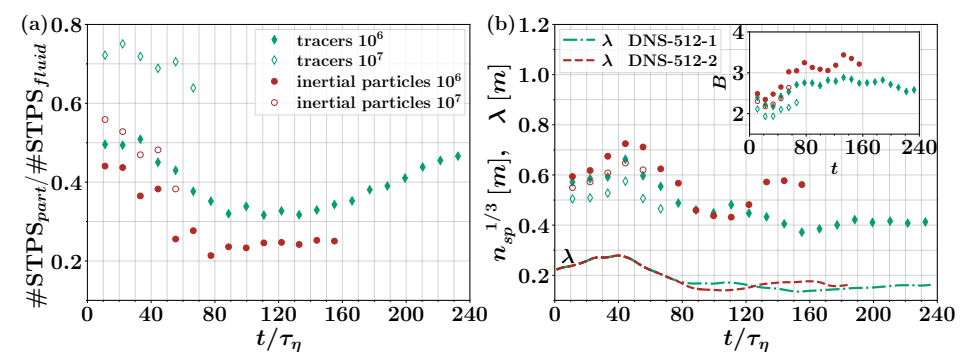 (a)
0.8
0.6
0.4
0.2
#STPS_part/#STPS_fluid
tracers 10^6
tracers 10^7
inertial particles 10^6
inertial particles 10^7
0 40 80 120 160 200 240
t/τ_η
(b)
1.2
1.0
0.8
0.6
0.4
0.2
n_sp^1/3 [m], λ [m]
λ DNS-512-1
λ DNS-512-2
λ
4
3
2
B
0 80 160 240
t
0 40 80 120 160 200 240
t/τ_η